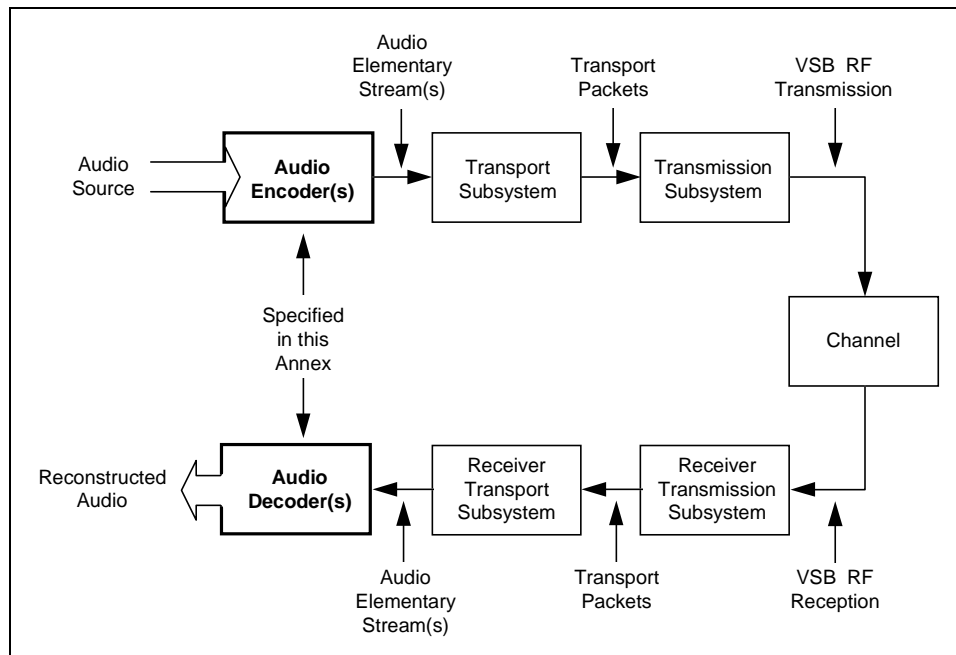 Audio
Elementary
Stream(s)
Transport
Packets
VSB RF
Transmission
Audio
Source
Audio
Encoder(s)
Transport
Subsystem
Transmission
Subsystem
Specified
in this
Annex
Channel
Reconstructed
Audio
Audio
Decoder(s)
Receiver
Transport
Subsystem
Receiver
Transmission
Subsystem
Audio
Elementary
Stream(s)
Transport
Packets
VSB RF
Reception